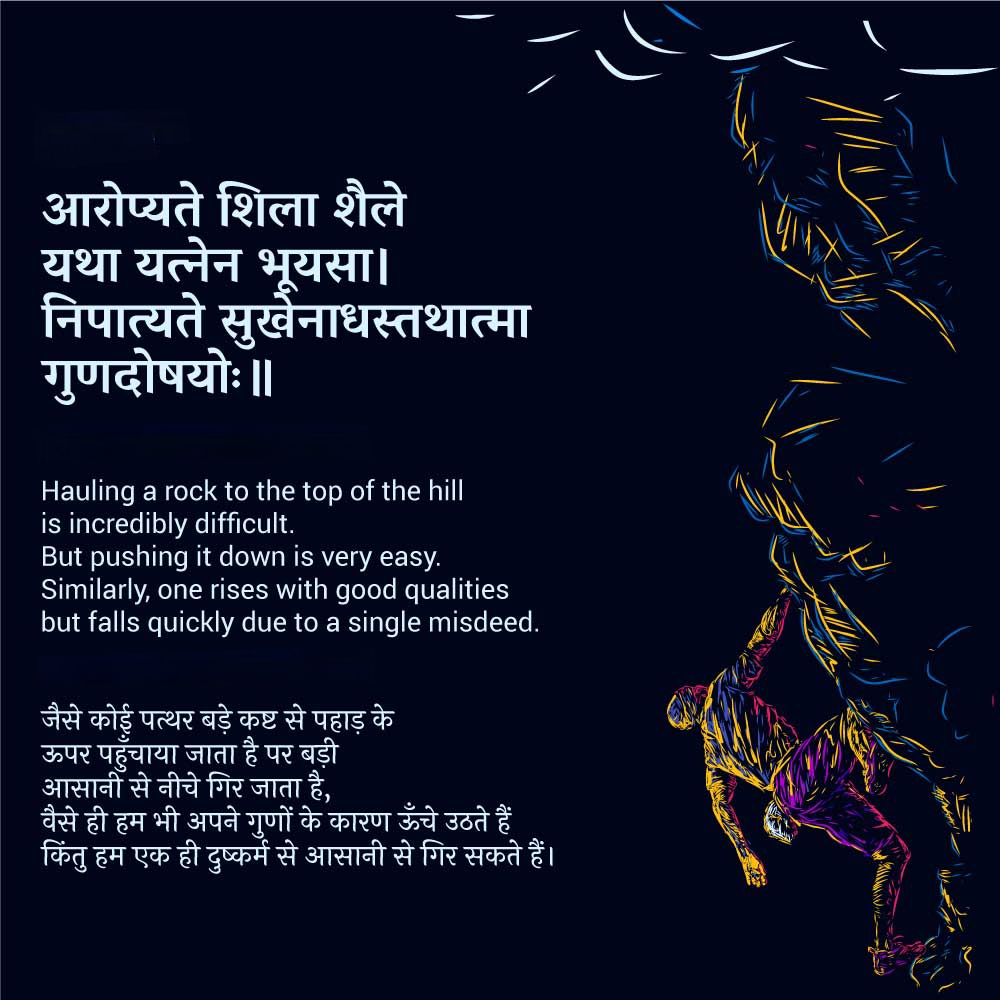 आरोप्यते शिला शैले
यथा यत्नेन भूयसा।
निपात्यते सुखेनाधस्तथात्मा
गुणदोषयोः॥
Hauling a rock to the top of the hill
is incredibly difficult.
But pushing it down is very easy.
Similarly, one rises with good qualities
but falls quickly due to a single misdeed.
जैसे कोई पत्थर बड़े कष्ट से पहाड़ के
ऊपर पहुँचाया जाता है पर बड़ी
आसानी से नीचे गिर जाता है,
वैसे ही हम भी अपने गुणों के कारण ऊँचे उठते हैं
किंतु हम एक ही दुष्कर्म से आसानी से गिर सकते हैं।